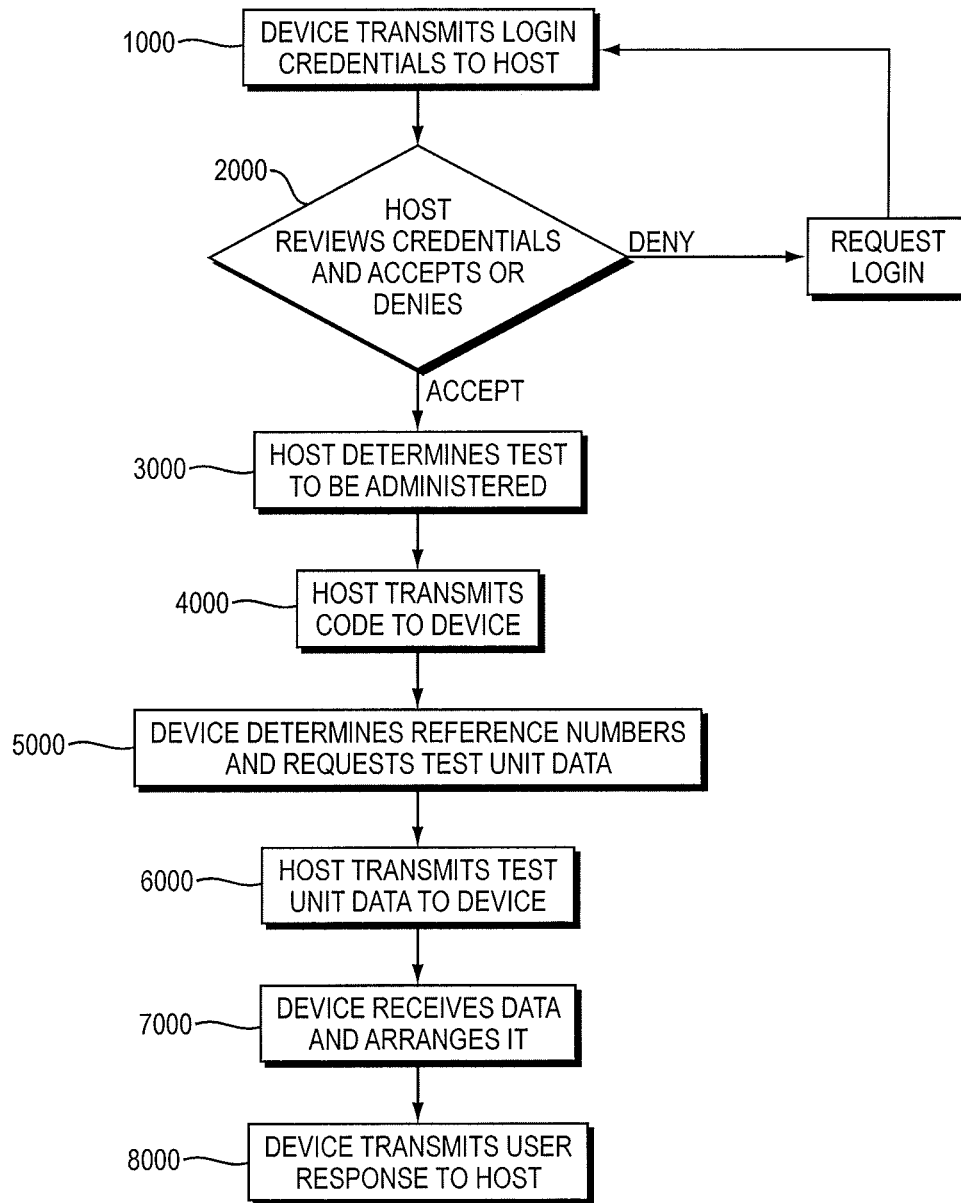 1000
DEVICE TRANSMITS LOGIN
CREDENTIALS TO HOST
2000
HOST
REVIEWS CREDENTIALS
AND ACCEPTS OR
DENIES
DENY
REQUEST
LOGIN
ACCEPT
3000
HOST DETERMINES TEST
TO BE ADMINISTERED
4000
HOST TRANSMITS
CODE TO DEVICE
5000
DEVICE DETERMINES REFERENCE NUMBERS
AND REQUESTS TEST UNIT DATA
6000
HOST TRANSMITS TEST
UNIT DATA TO DEVICE
7000
DEVICE RECEIVES DATA
AND ARRANGES IT
8000
DEVICE TRANSMITS USER
RESPONSE TO HOST